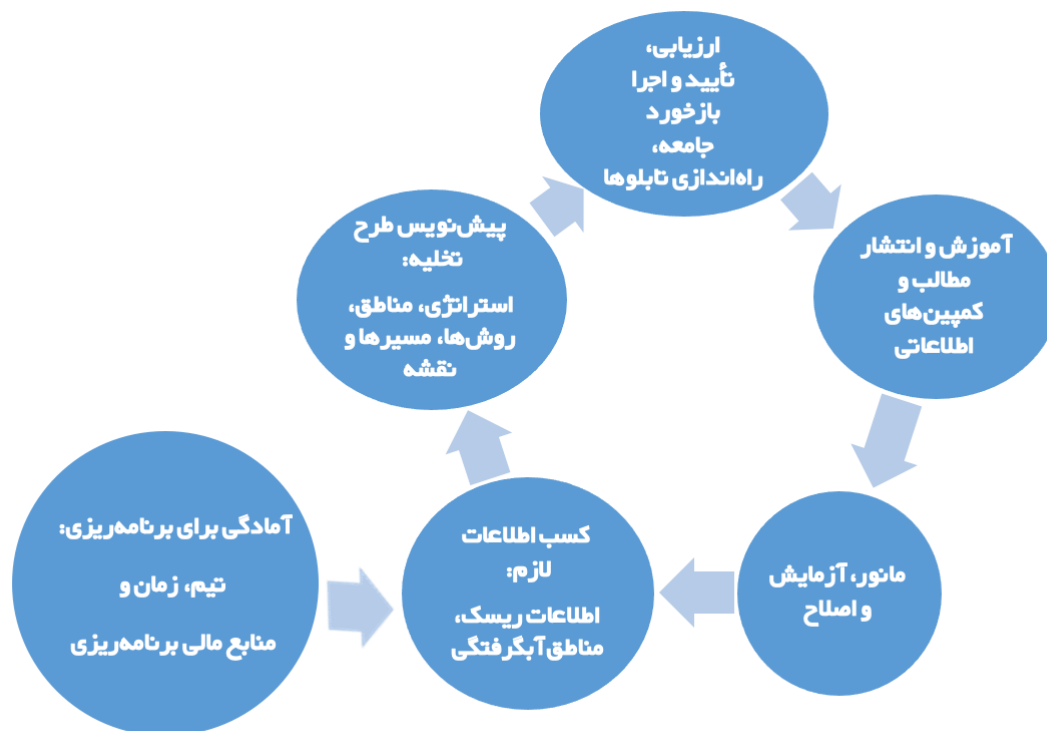 ارزیابی،
تأیید و اجرا
بازخورد
جامعه،
راه‌اندازی تابلوها
پیش‌نویس طرح
تخلیه:
استراتژی، مناطق،
روش‌ها، مسیرها و
نقشه
آموزش و انتشار
مطالب و
کمپین‌های
اطلاعاتی
آمادگی برای برنامه‌ریزی:
تیم، زمان و
منابع مالی برنامه‌ریزی
کسب اطلاعات
لازم:
اطلاعات ریسک،
مناطق آبگرفتگی
مانور، آزمایش
و اصلاح